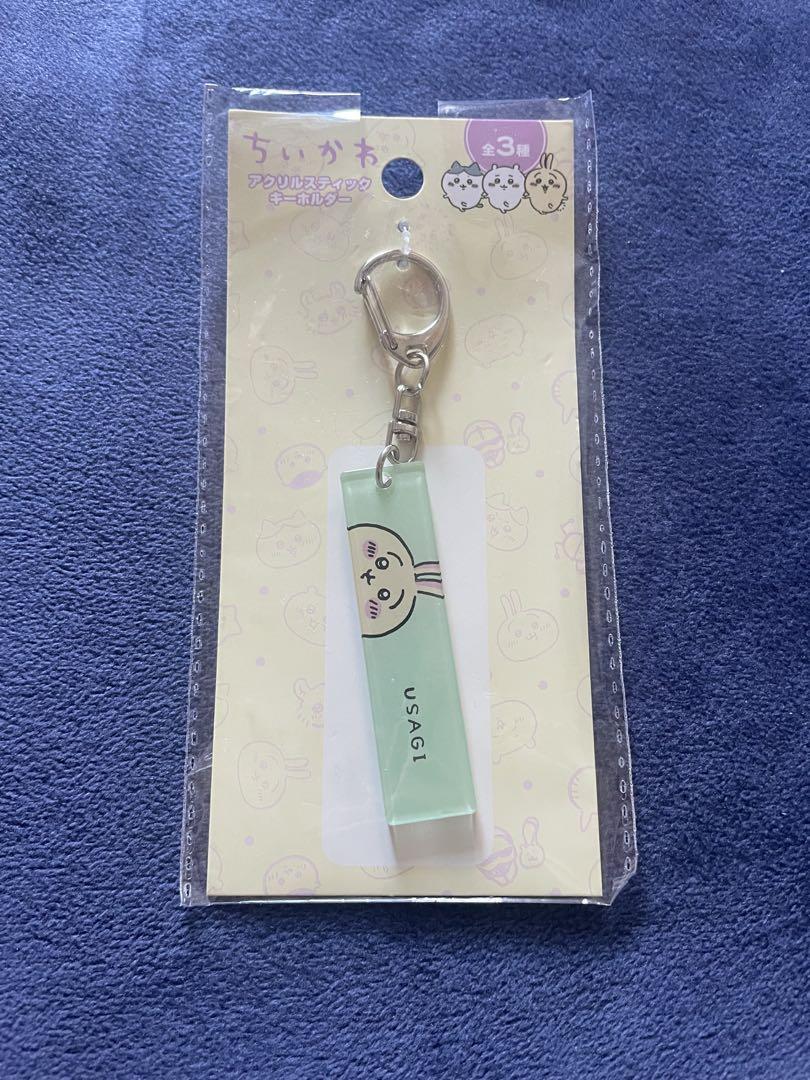 ちいかわ
アクリルスティック
キーホルダー
全3種
USAGI